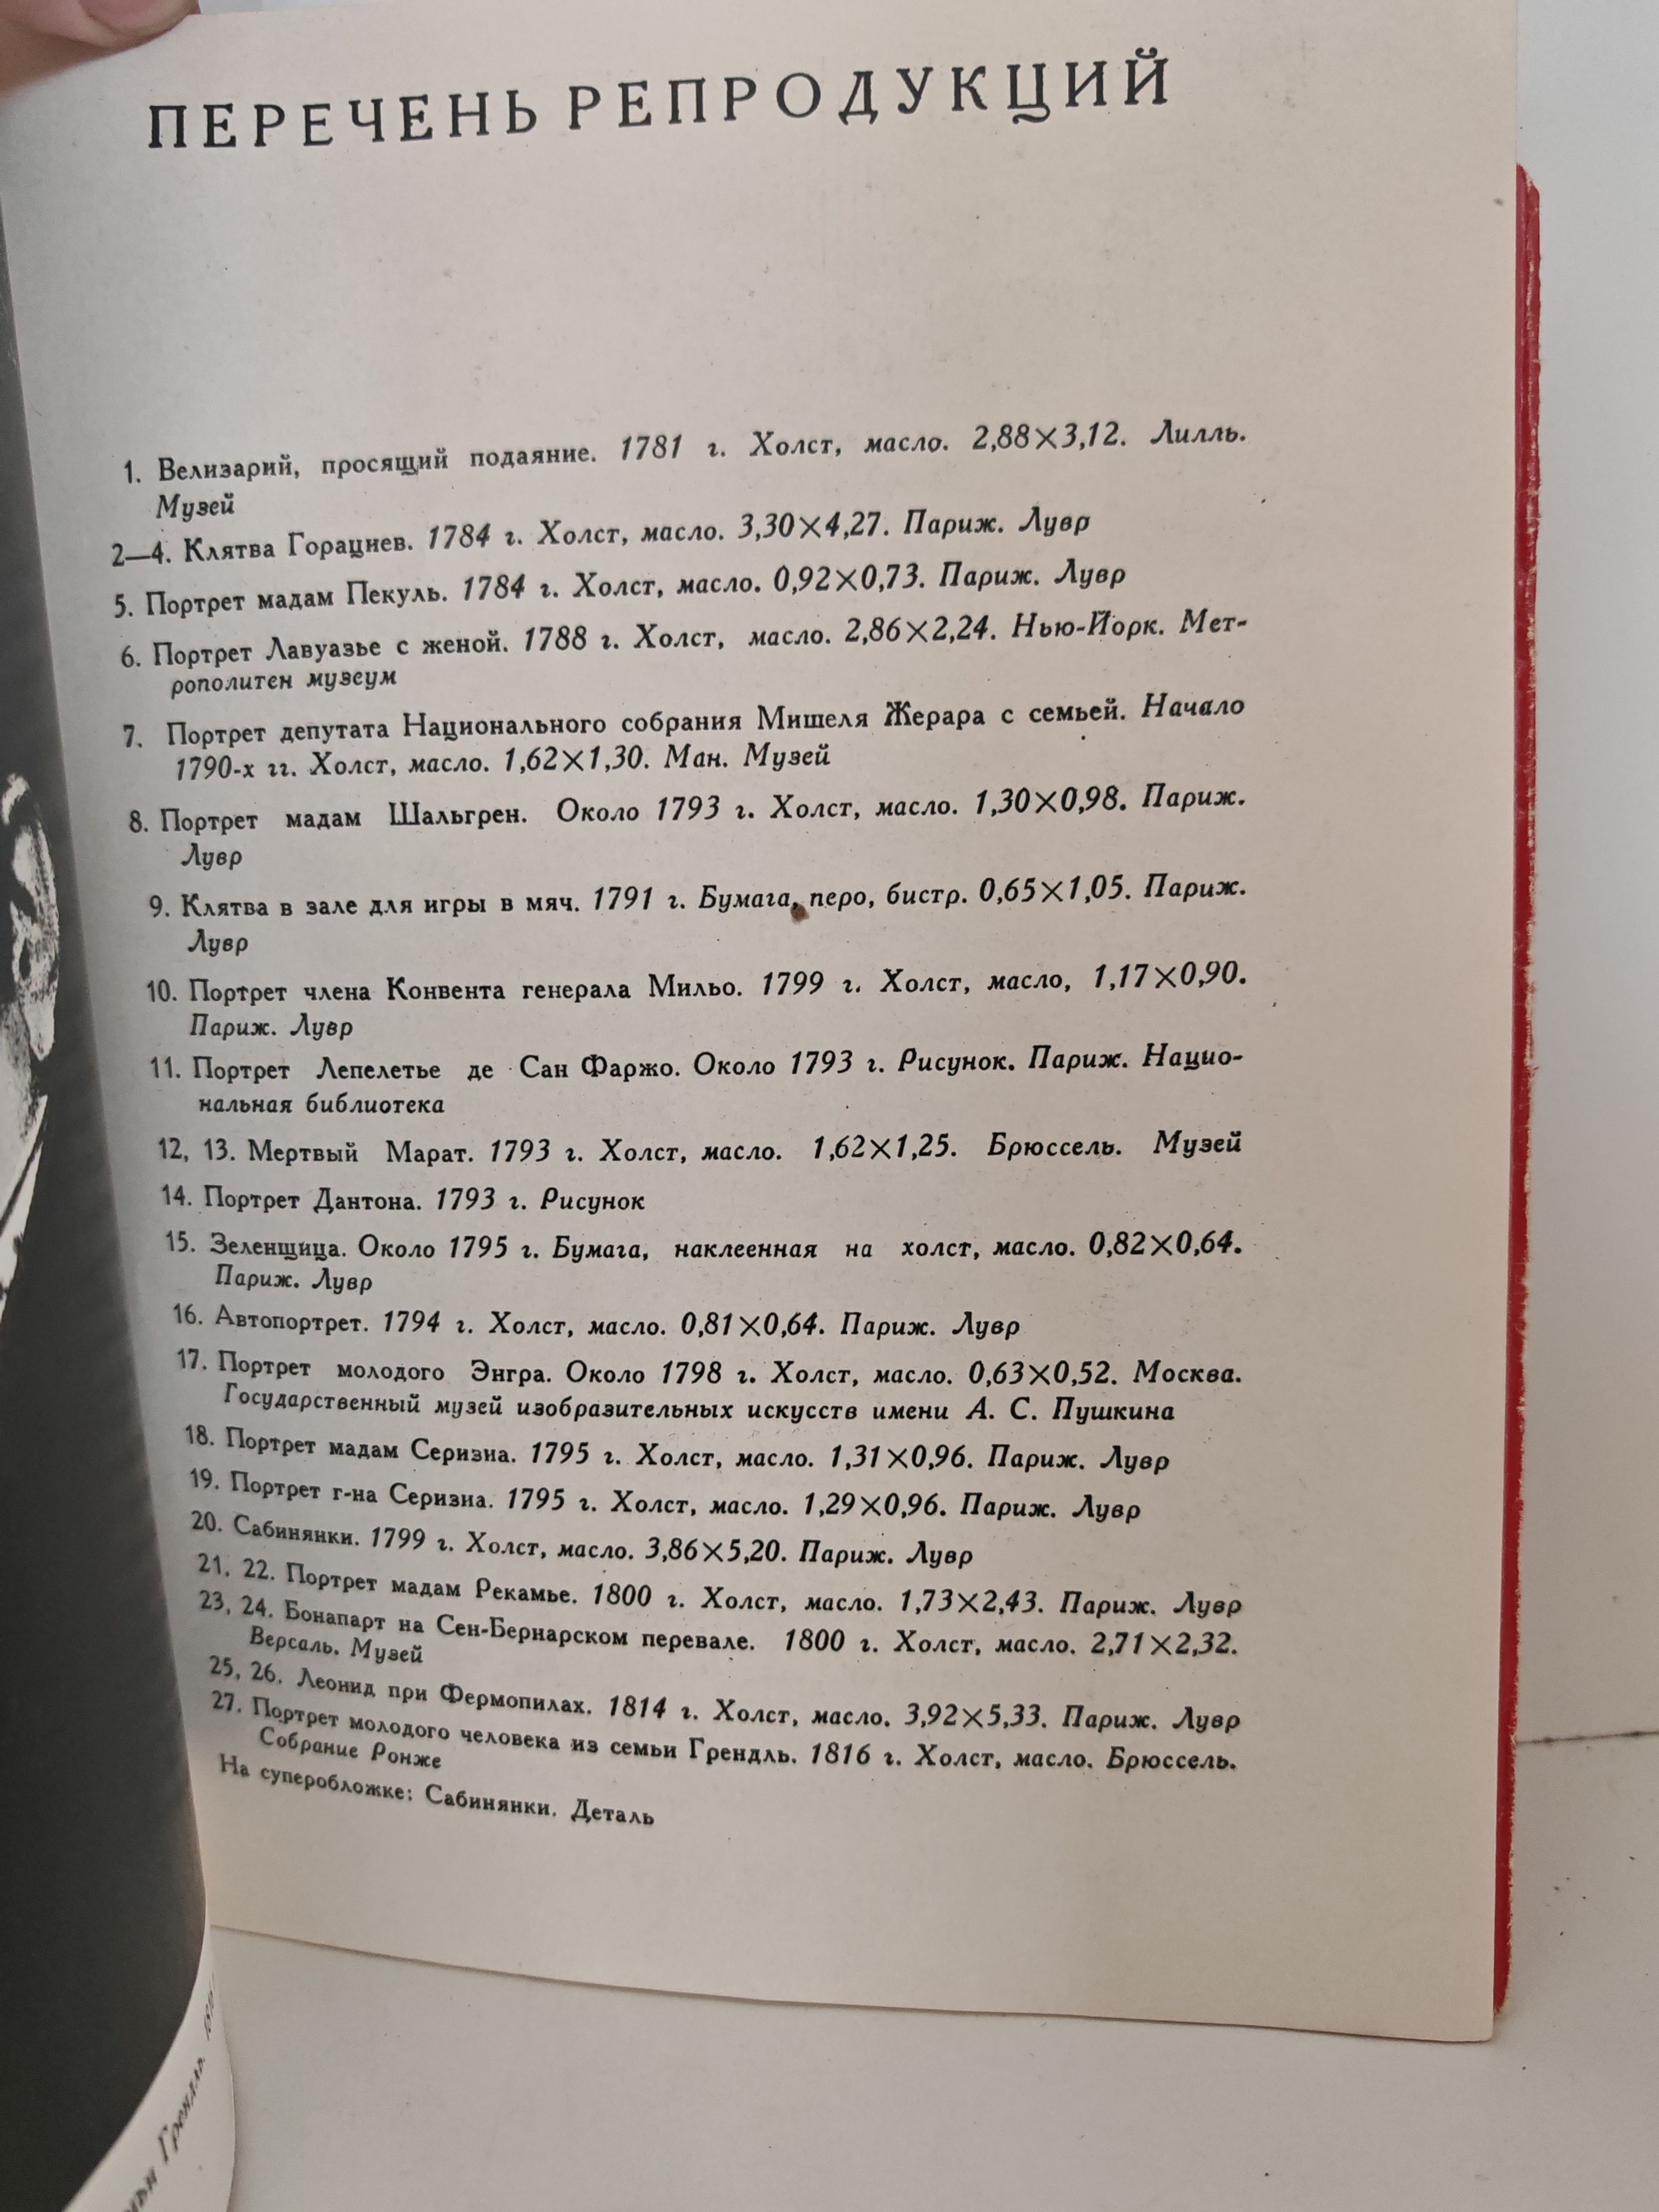 ПЕРЕЧЕНЬ РЕПРОДУКЦИЙ
1. Велизарий, просящий подаяние. 1781 г. Холст, масло. 2,88×3,12. Лилль.
Музей
2—4. Клятва Горациев. 1784 г. Холст, масло. 3,30×4,27. Париж. Лувр
5. Портрет мадам Пекуль. 1784 г. Холст, масло. 0,92×0,73. Париж. Лувр
6. Портрет Лавуазье с женой. 1788 г. Холст, масло. 2,86×2,24. Нью-Йорк. Мет-
рополитен музеум
7. Портрет депутата Национального собрания Мишеля Жерара с семьей. Начало
1790-х гг. Холст, масло. 1,62×1,30. Ман. Музей
8. Портрет мадам Шальгрен. Около 1793 г. Холст, масло. 1,30×0,98. Париж.
Лувр
9. Клятва в зале для игры в мяч. 1791 г. Бумага, перо, бистр. 0,65×1,05. Париж.
Лувр
10. Портрет члена Конвента генерала Мильо. 1799 г. Холст, масло, 1,17×0,90.
Париж. Лувр
11. Портрет Лепелетье де Сан Фаржо. Около 1793 г. Рисунок. Париж. Нацио-
нальная библиотека
12, 13. Мертвый Марат. 1793 г. Холст, масло. 1,62×1,25. Брюссель. Музей
14. Портрет Дантона. 1793 г. Рисунок
15. Зеленщица. Около 1795 г. Бумага, наклеенная на холст, масло. 0,82×0,64.
Париж. Лувр
16. Автопортрет. 1794 г. Холст, масло. 0,81×0,64. Париж. Лувр
17. Портрет молодого Энгра. Около 1798 г. Холст, масло. 0,63×0,52. Москва.
Государственный музей изобразительных искусств имени А. С. Пушкина
18. Портрет мадам Серизиа. 1795 г. Холст, масло. 1,31×0,96. Париж. Лувр
19. Портрет г-на Серизиа. 1795 г. Холст, масло. 1,29×0,96. Париж. Лувр
20. Сабинянки. 1799 г. Холст, масло. 3,86×5,20. Париж. Лувр
21, 22. Портрет мадам Рекамье. 1800 г. Холст, масло. 1,73×2,43. Париж. Лувр
23, 24. Бонапарт на Сен-Бернарском перевале. 1800 г. Холст, масло. 2,71×2,32.
Версаль. Музей
25, 26. Леонид при Фермопилах. 1814 г. Холст, масло. 3,92×5,33. Париж. Лувр
27. Портрет молодого человека из семьи Грендль. 1816 г. Холст, масло. Брюссель.
Собрание Ронже
На суперобложке: Сабинянки. Деталь
Грендль